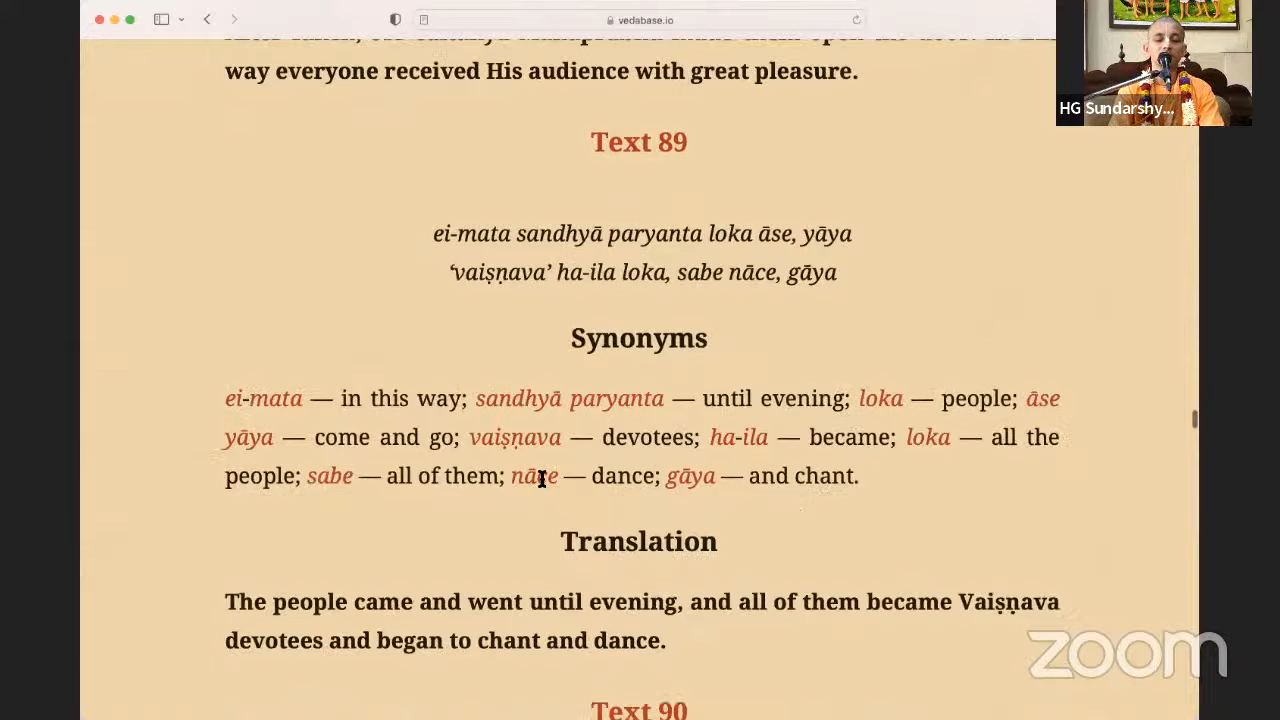 vedabase.io
way everyone received His audience with great pleasure.
HG Sundarshy...
Text 89
ei-mata sandhyā paryanta loka āse, yāya
‘vaiṣṇava’ ha-ila loka, sabe nāce, gāya
Synonyms
ei-mata — in this way; sandhyā paryanta — until evening; loka — people; āse
yāya — come and go; vaiṣṇava — devotees; ha-ila — became; loka — all the
people; sabe — all of them; nāce — dance; gāya — and chant.
Translation
The people came and went until evening, and all of them became Vaiṣṇava
devotees and began to chant and dance.
zoom
Text 90